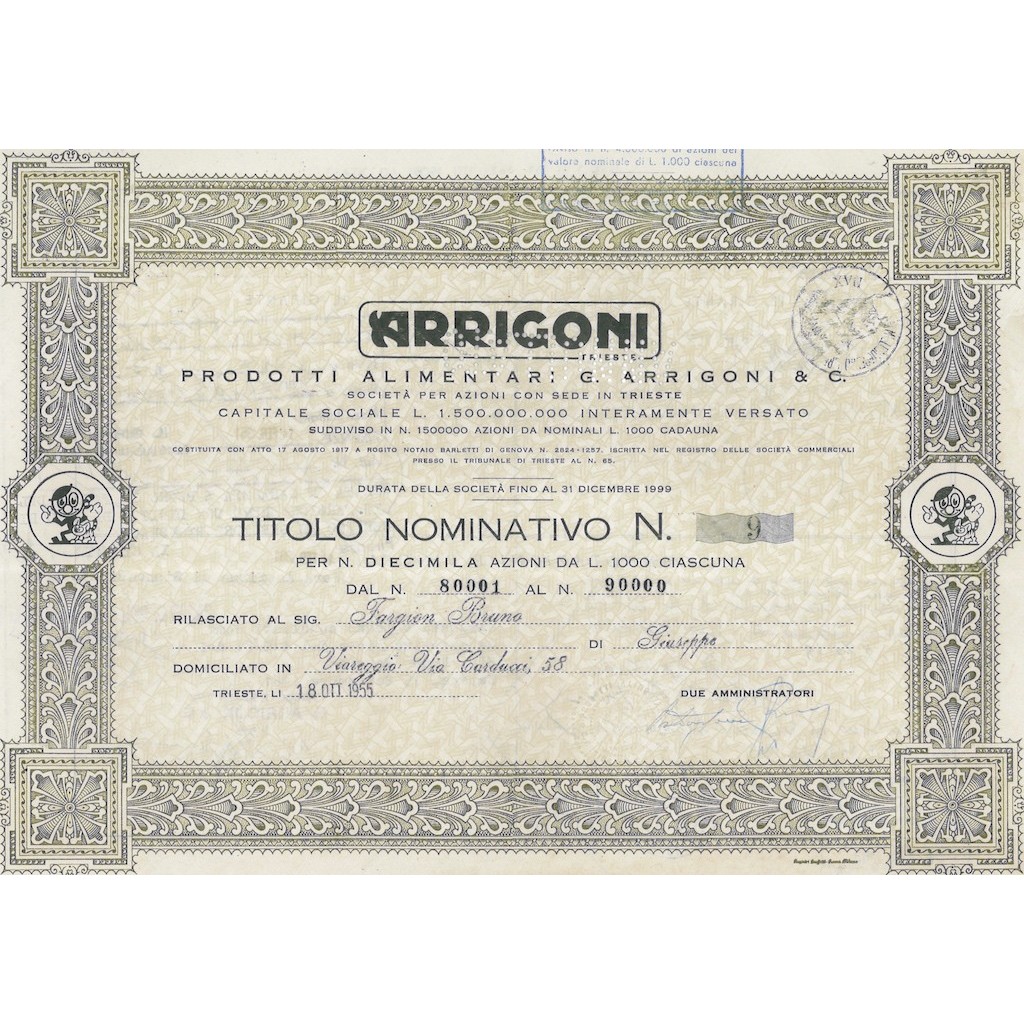 di azioni del
valore nominale di L. 1.000 ciascuna
ARRIGONI
TRIESTE
PRODOTTI ALIMENTARI G. ARRIGONI & C.
SOCIETÀ PER AZIONI CON SEDE IN TRIESTE
CAPITALE SOCIALE L. 1.500.000.000 INTERAMENTE VERSATO
SUDDIVISO IN N. 1500000 AZIONI DA NOMINALI L. 1000 CADAUNA
COSTITUITA CON ATTO 17 AGOSTO 1917 A ROGITO NOTAIO BARLETTI DI GENOVA N. 2824-1257. ISCRITTA NEL REGISTRO DELLE SOCIETÀ COMMERCIALI
PRESSO IL TRIBUNALE DI TRIESTE AL N. 65.
DURATA DELLA SOCIETÀ FINO AL 31 DICEMBRE 1999
TITOLO NOMINATIVO N. 9
PER N. DIECIMILA AZIONI DA L. 1000 CIASCUNA
DAL N. 80001 AL N. 90000
RILASCIATO AL SIG. Fargion Bruno
DI Giuseppe
DOMICILIATO IN Viareggio: Via Carducci, 58
TRIESTE, LI 18 OTT. 1955 DUE AMMINISTRATORI